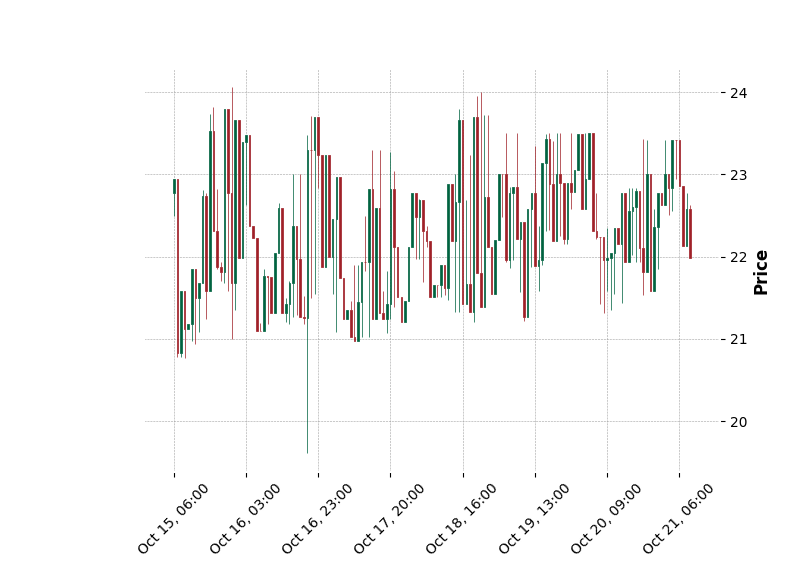 24
23
22
21
20
Price
Oct 15, 06:00
Oct 16, 03:00
Oct 16, 23:00
Oct 17, 20:00
Oct 18, 16:00
Oct 19, 13:00
Oct 20, 09:00
Oct 21, 06:00